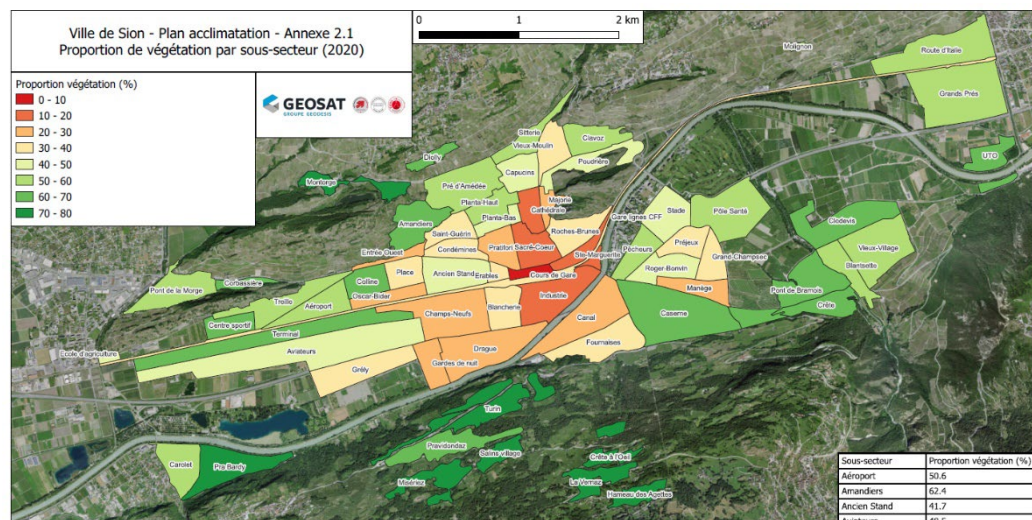 Ville de Sion - Plan acclimatation - Annexe 2.1
Proportion de végétation par sous-secteur (2020)
0 1 2 km
Proportion végétation (%)
0 - 10
10 - 20
20 - 30
30 - 40
40 - 50
50 - 60
60 - 70
70 - 80
GEOSAT
GROUPE GEODESIS
Molignon
Route d'Italie
Grands Prés
UTO
Sitterie
Vieux-Moulin
Clavoz
Diolly
Capucins
Poudrière
Montorge
Pré d'Amédée
Planta-Haut
Majorie
Cathédrale
Planta-Bas
Amandiers
Gare lignes CFF
Stade
Pôle Santé
Saint-Guérin
Roches-Brunes
Clodevis
Entrée Ouest
Condémines
Pratifori
Sacré-Coeur
Pêcheurs
Préjeux
Vieux-Village
Ste-Marguerite
Grand Champsec
Place
Ancien Stand
Erables
Cours de Gare
Roger-Bonvin
Blantsette
Corbassière
Colline
Manège
Pont de Bramois
Pont de la Morge
Treille
Aéroport
Oscar-Bider
Blancherie
Industrie
Crête
Champs-Neufs
Canal
Caserne
Centre sportif
Terminal
Fournaises
Ecole d'agriculture
Aviateurs
Drague
Gardes de nuit
Grély
Turin
Pravidondaz
Salins village
Carolet
Pra Bardy
Crête à l'Oeil
Misériez
La Vernaz
Hameau des Agettes
Sous-secteur Proportion végétation (%)
Aéroport 50.6
Amandiers 62.4
Ancien Stand 41.7